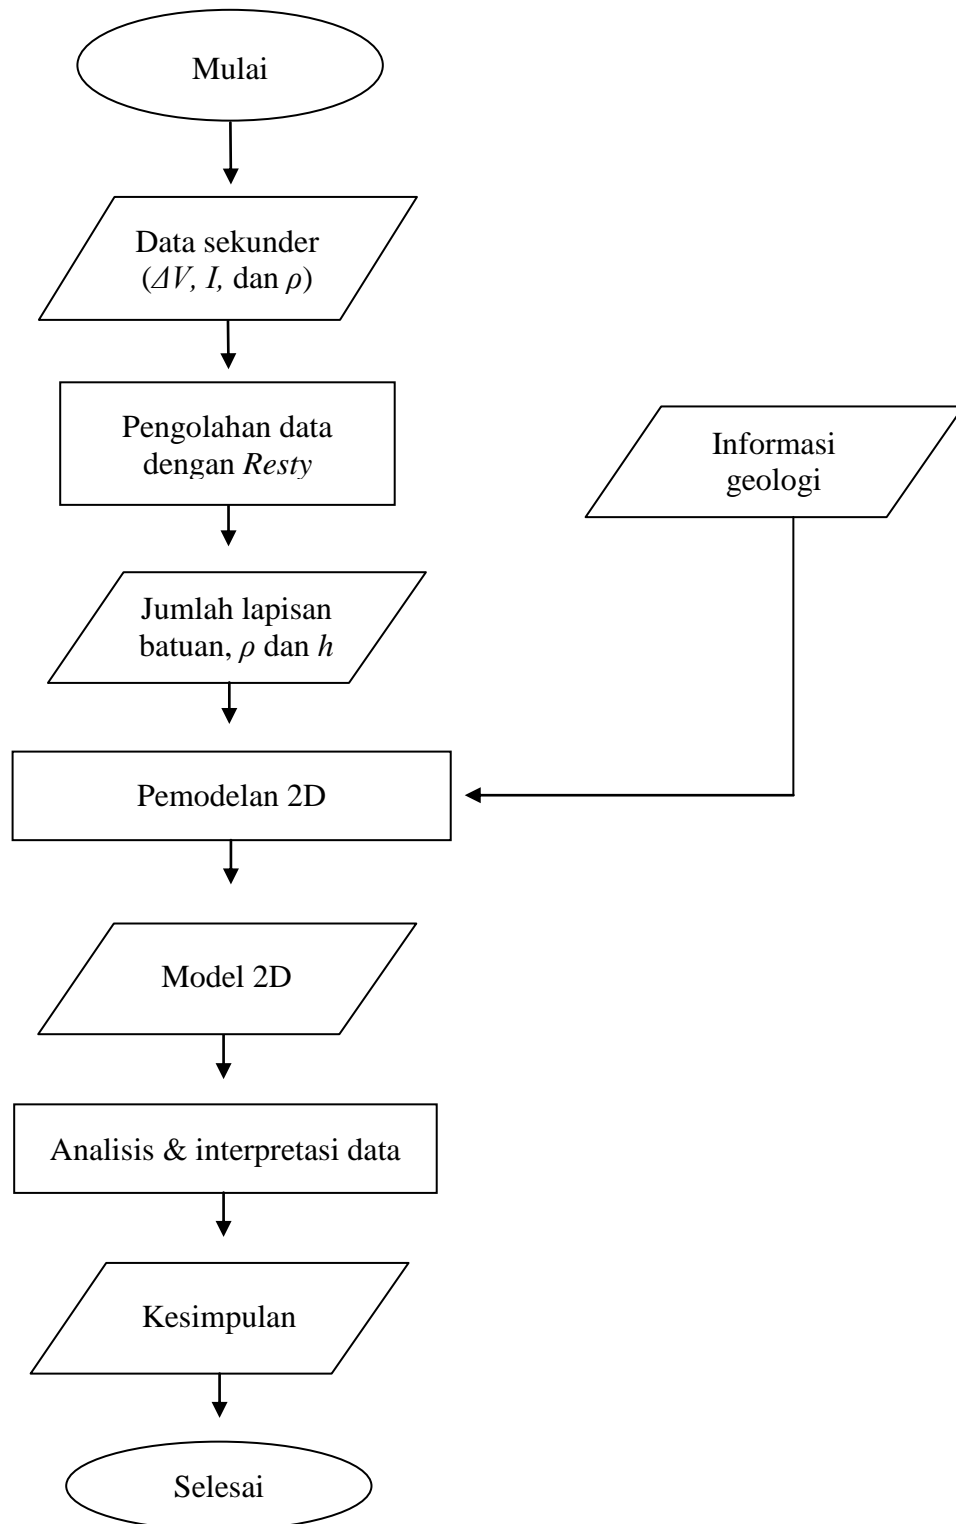 Mulai
Data sekunder
(ΔV, I, dan ρ)
Pengolahan data
dengan Resty
Informasi
geologi
Jumlah lapisan
batuan, ρ dan h
Pemodelan 2D
Model 2D
Analisis & interpretasi data
Kesimpulan
Selesai